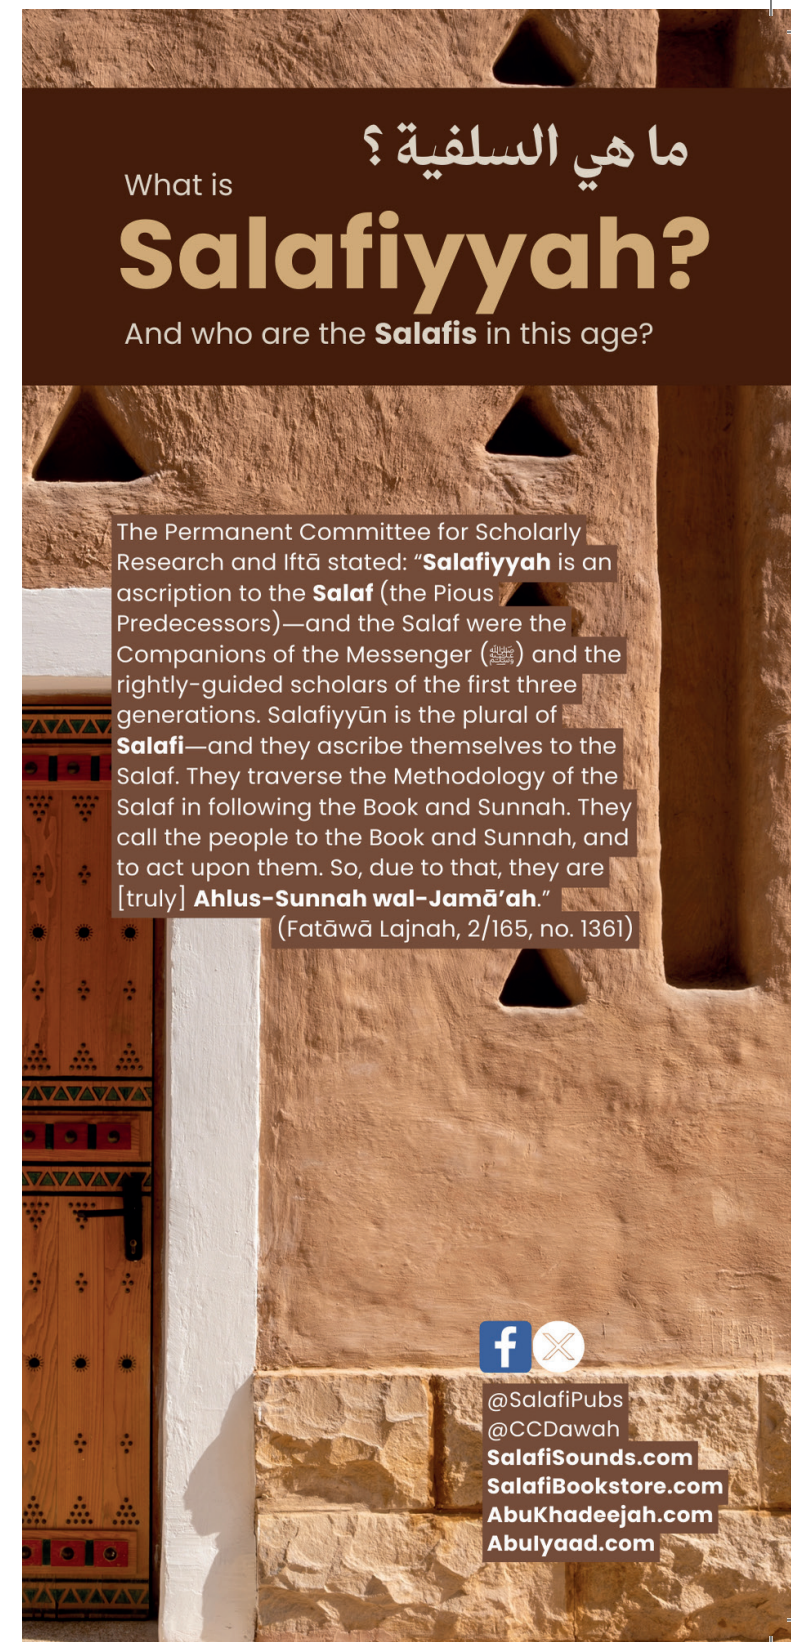 ما هي السلفية ؟
What is
Salafiyyah?
And who are the Salafis in this age?
The Permanent Committee for Scholarly
Research and Iftā stated: “Salafiyyah is an
ascription to the Salaf (the Pious
Predecessors)—and the Salaf were the
Companions of the Messenger (ﷺ) and the
rightly-guided scholars of the first three
generations. Salafiyyūn is the plural of
Salafi—and they ascribe themselves to the
Salaf. They traverse the Methodology of the
Salaf in following the Book and Sunnah. They
call the people to the Book and Sunnah, and
to act upon them. So, due to that, they are
[truly] Ahlus-Sunnah wal-Jamā’ah.”
(Fatāwā Lajnah, 2/165, no. 1361)
@SalafiPubs
@CCDawah
SalafiSounds.com
SalafiBookstore.com
AbuKhadeejah.com
AbuIyaad.com